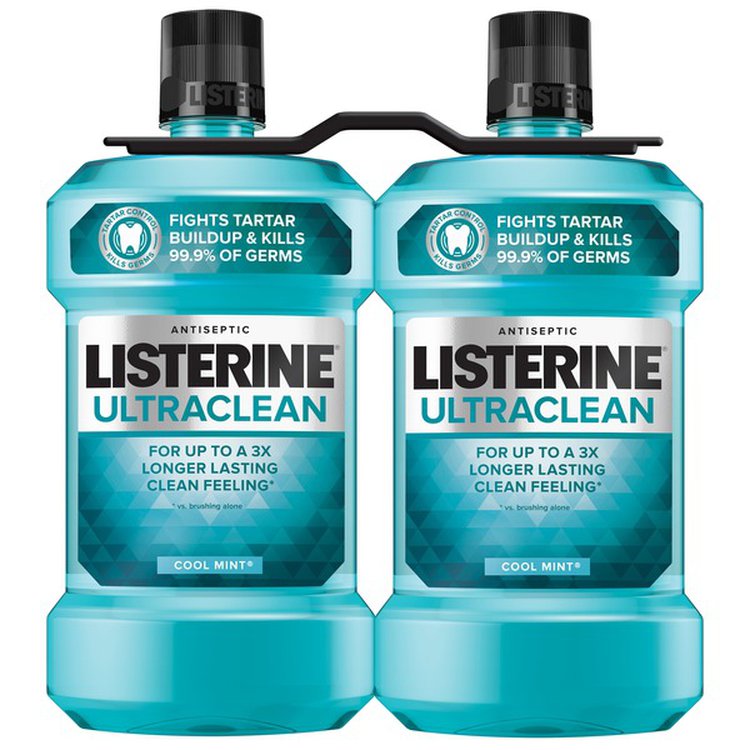 LISTERINE
TARTAR CONTROL
KILLS GERMS
FIGHTS TARTAR
BUILDUP & KILLS
99.9% OF GERMS
ANTISEPTIC
LISTERINE®
ULTRACLEAN
FOR UP TO A 3X
LONGER LASTING
CLEAN FEELING*
* vs. brushing alone
COOL MINT®
LISTERINE
TARTAR CONTROL
KILLS GERMS
FIGHTS TARTAR
BUILDUP & KILLS
99.9% OF GERMS
ANTISEPTIC
LISTERINE®
ULTRACLEAN
FOR UP TO A 3X
LONGER LASTING
CLEAN FEELING*
* vs. brushing alone
COOL MINT®